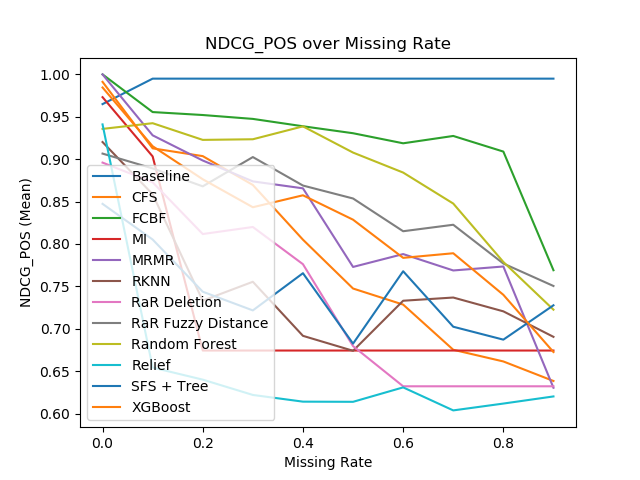 NDCG_POS over Missing Rate
NDCG_POS (Mean)
1.00
0.95
0.90
0.85
0.80
0.75
0.70
0.65
0.60
Baseline
CFS
FCBF
MI
MRMR
RKNN
RaR Deletion
RaR Fuzzy Distance
Random Forest
Relief
SFS + Tree
XGBoost
0.0 0.2 0.4 0.6 0.8
Missing Rate